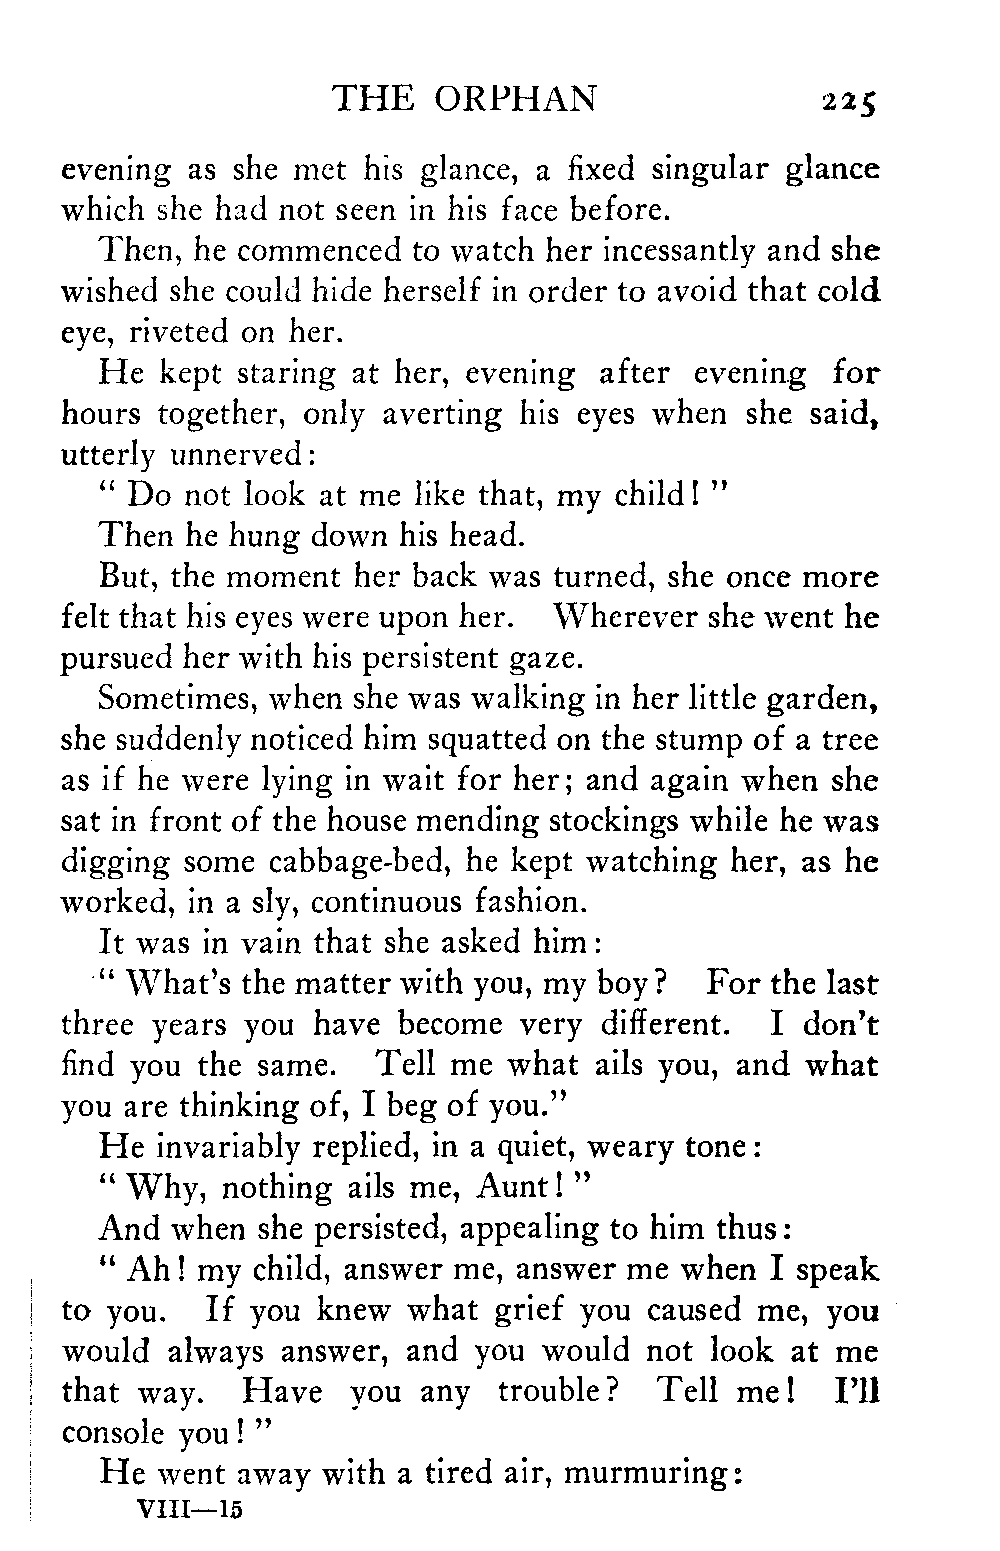 THE ORPHAN 225
evening as she met his glance, a fixed singular glance
which she had not seen in his face before.
Then, he commenced to watch her incessantly and she
wished she could hide herself in order to avoid that cold
eye, riveted on her.
He kept staring at her, evening after evening for
hours together, only averting his eyes when she said,
utterly unnerved:
“ Do not look at me like that, my child! ”
Then he hung down his head.
But, the moment her back was turned, she once more
felt that his eyes were upon her. Wherever she went he
pursued her with his persistent gaze.
Sometimes, when she was walking in her little garden,
she suddenly noticed him squatted on the stump of a tree
as if he were lying in wait for her; and again when she
sat in front of the house mending stockings while he was
digging some cabbage-bed, he kept watching her, as he
worked, in a sly, continuous fashion.
It was in vain that she asked him:
“ What's the matter with you, my boy? For the last
three years you have become very different. I don't
find you the same. Tell me what ails you, and what
you are thinking of, I beg of you.”
He invariably replied, in a quiet, weary tone:
“ Why, nothing ails me, Aunt! ”
And when she persisted, appealing to him thus:
“ Ah! my child, answer me, answer me when I speak
to you. If you knew what grief you caused me, you
would always answer, and you would not look at me
that way. Have you any trouble? Tell me! I'll
console you! ”
He went away with a tired air, murmuring:
VIII—15